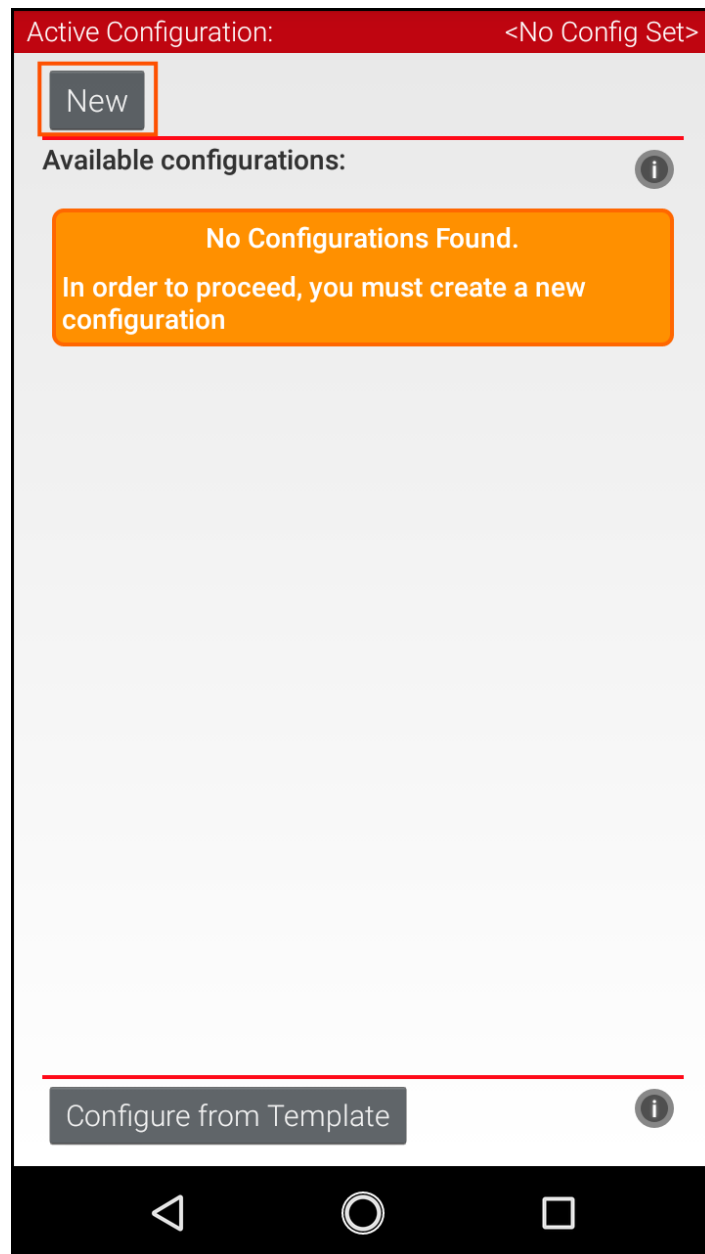 Active Configuration: <No Config Set>
New
Available configurations:
No Configurations Found.
In order to proceed, you must create a new
configuration
Configure from Template